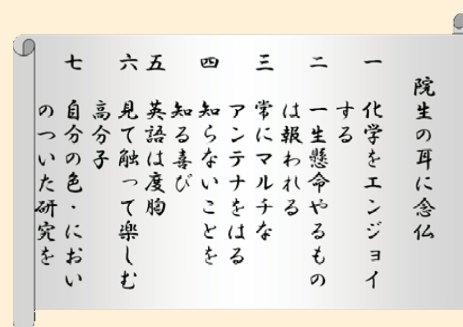 院生の耳に念仏
一 化学をエンジョイ
する
二 一生懸命やるもの
は報われる
三 常にマルチな
アンテナをはる
四 知らないことを
知る喜び
五 英語は度胸
六 見て触って楽しむ
高分子
七 自分の色・におい
のついた研究を